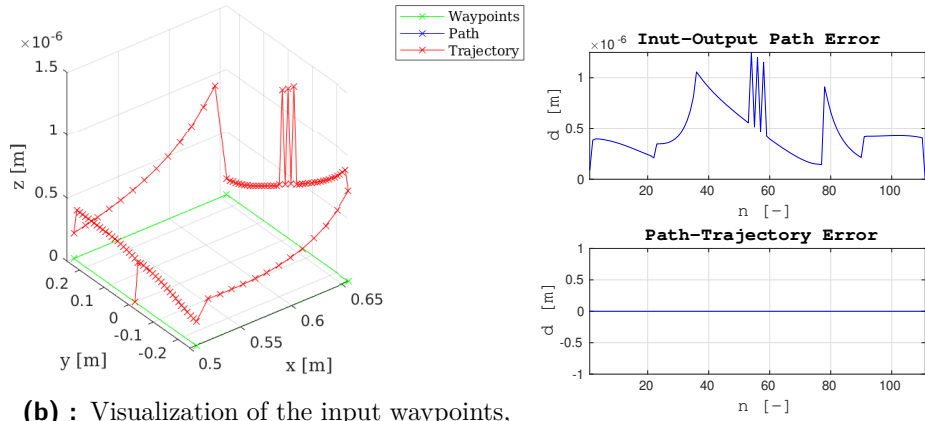 Waypoints
Path
Trajectory
×10-6
1.5
1
0.5
0
z [m]
0.2
0.1
0
-0.1
-0.2
y [m]
0.5
0.55
0.6
0.65
x [m]
(b) : Visualization of the input waypoints,
Inut-Output Path Error
×10-6
1
0.5
0
d [m]
20 40 60 80 100
n [-]
Path-Trajectory Error
1
0.5
0
-0.5
-1
d [m]
20 40 60 80 100
n [-]